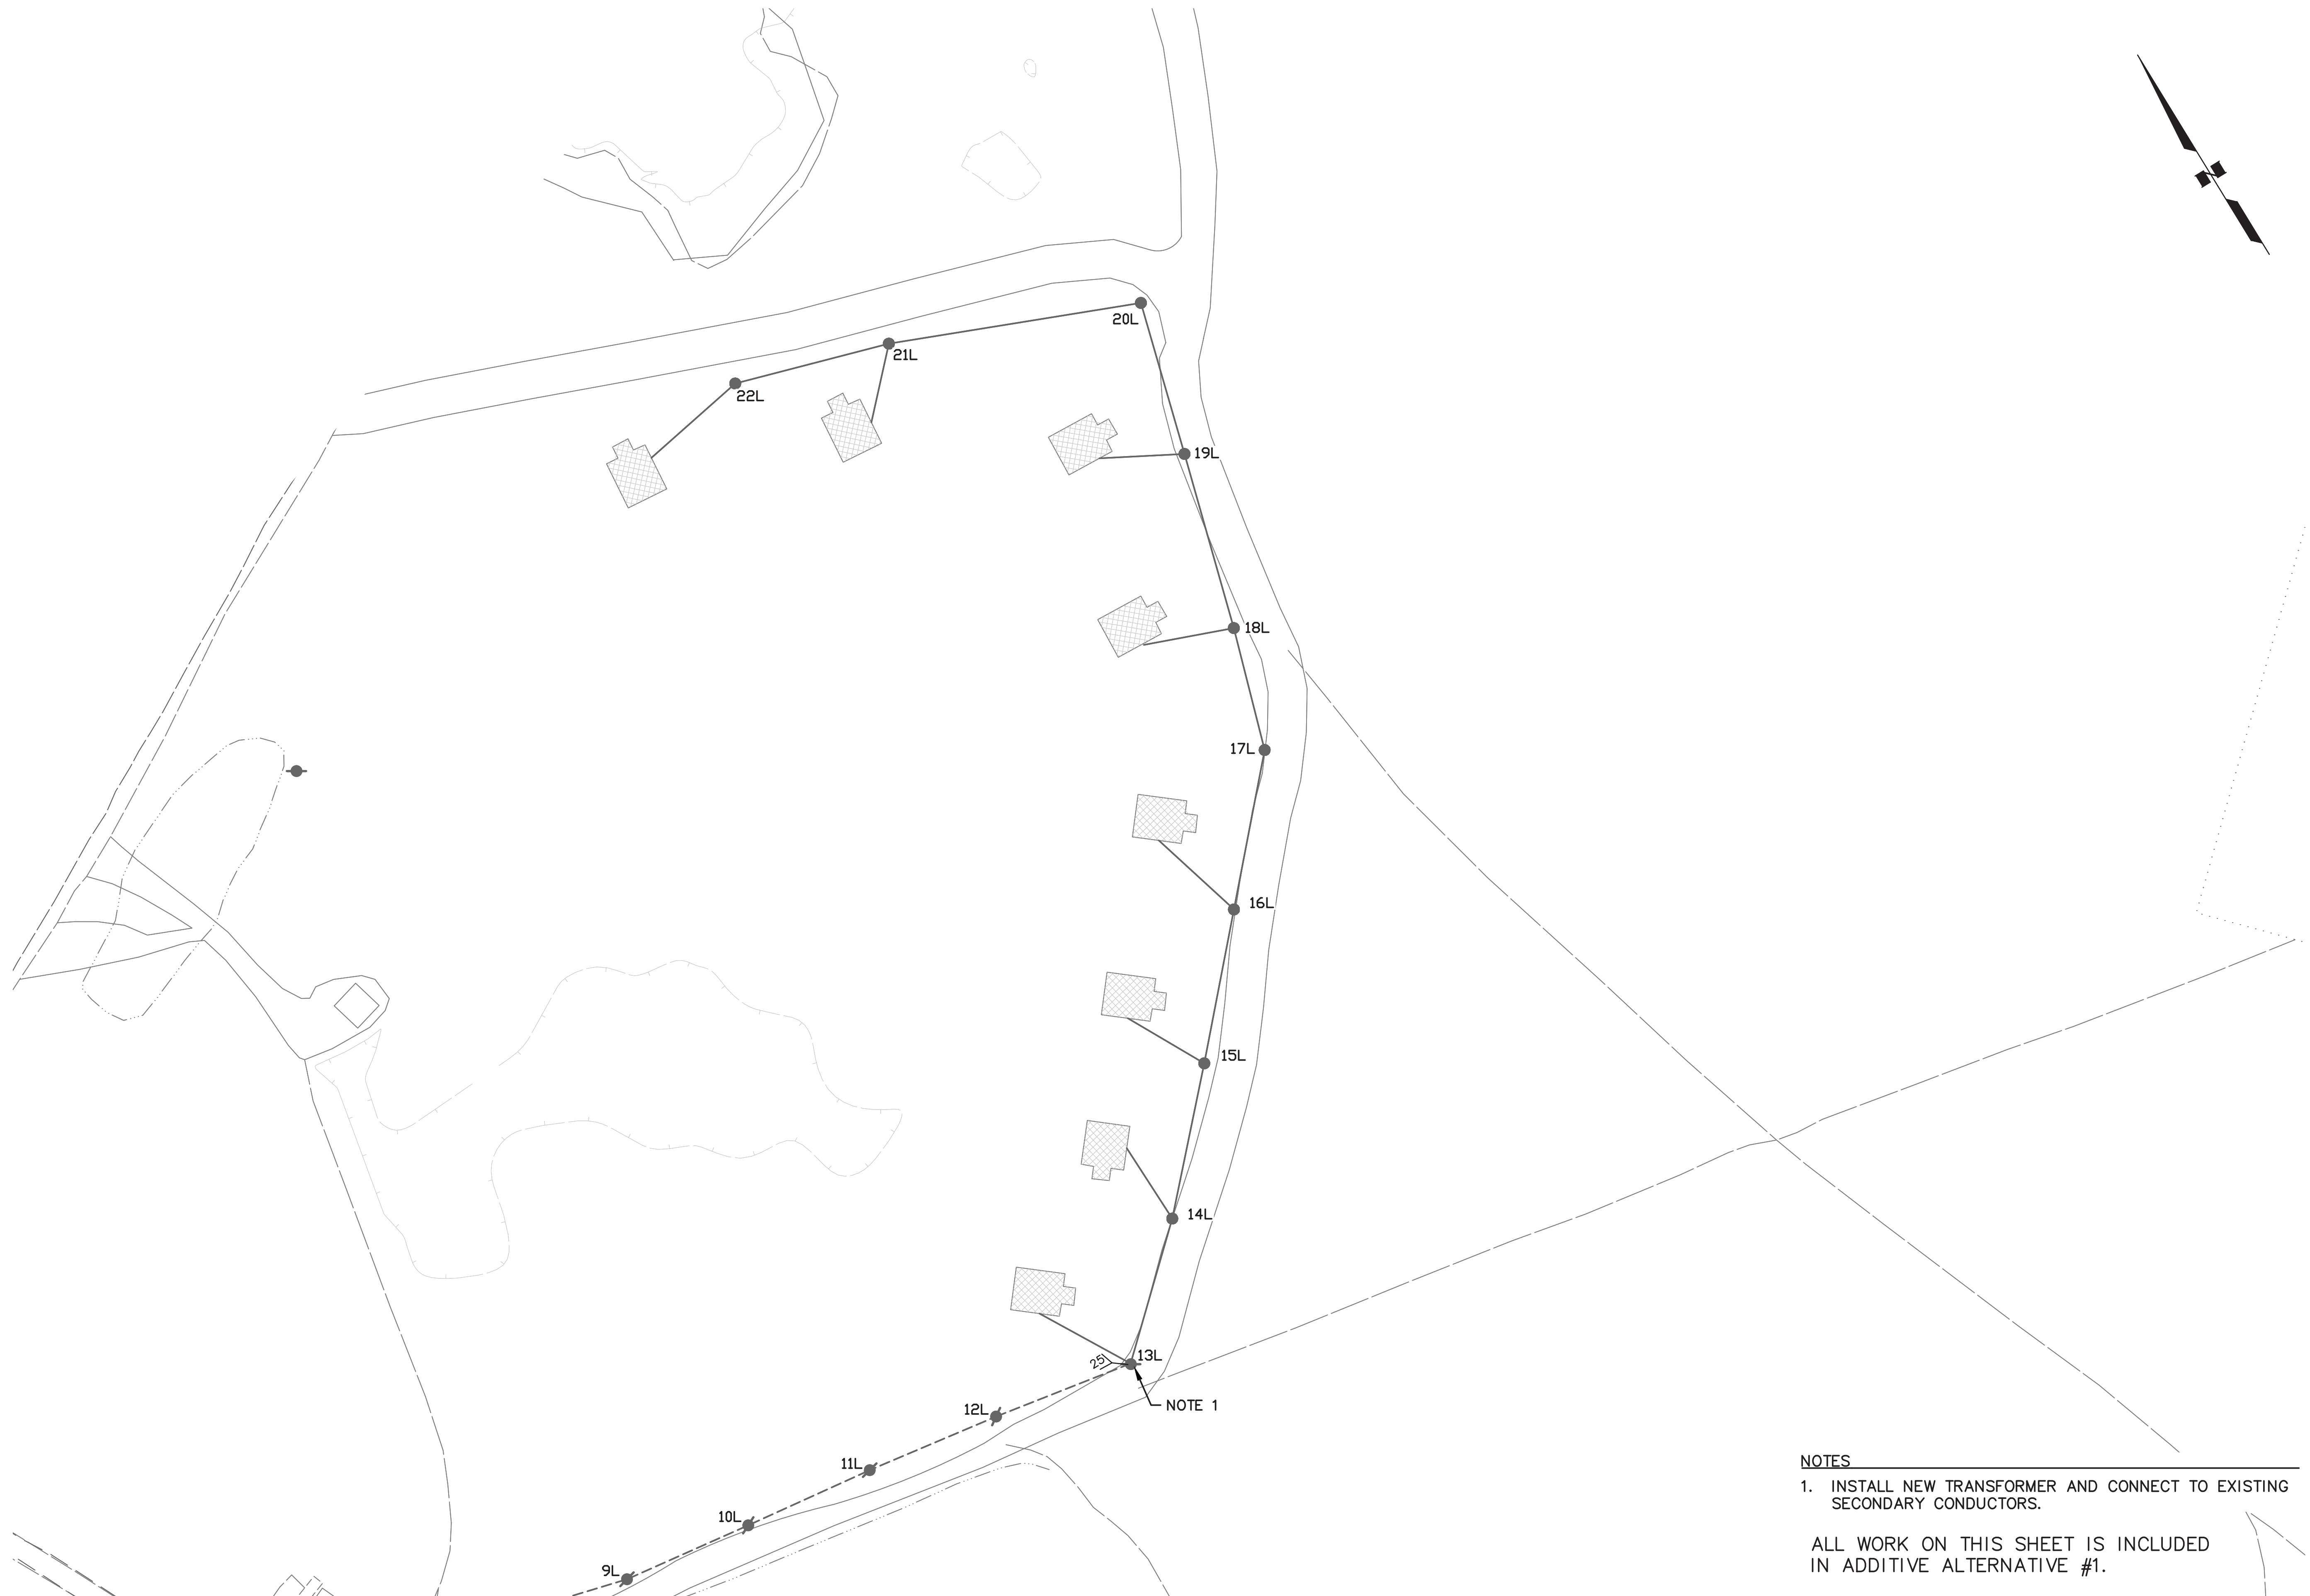 20L
21L
22L
19L
18L
17L
16L
15L
14L
13L
25
NOTE 1
12L
11L
10L
9L
NOTES
1. INSTALL NEW TRANSFORMER AND CONNECT TO EXISTING
SECONDARY CONDUCTORS.
ALL WORK ON THIS SHEET IS INCLUDED
IN ADDITIVE ALTERNATIVE #1.